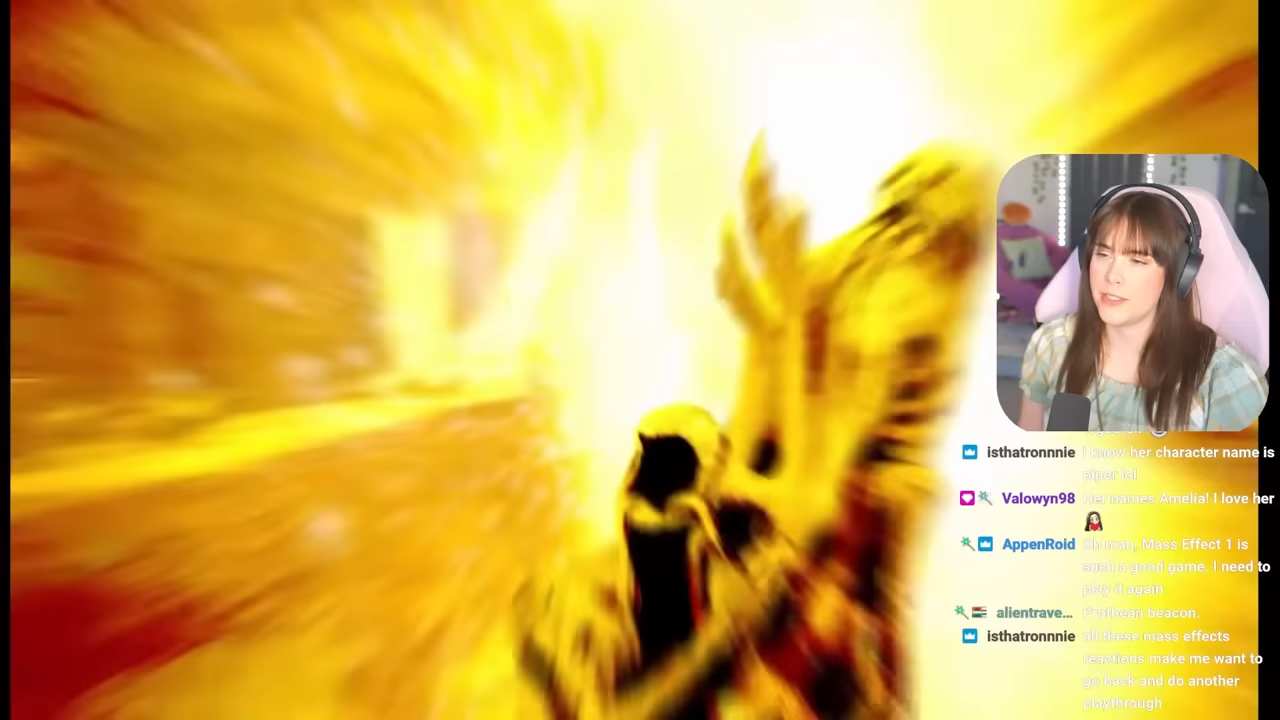 isthatronnnie I know her character name is
piper lol
Valowyn98 Her names Amelia! I love her
AppenRoid Oh man, Mass Effect 1 is
such a good game. I need to
play it again
alientrave… Prothean beacon.
isthatronnnie all these mass effects
reactions make me want to
go back and do another
playthrough